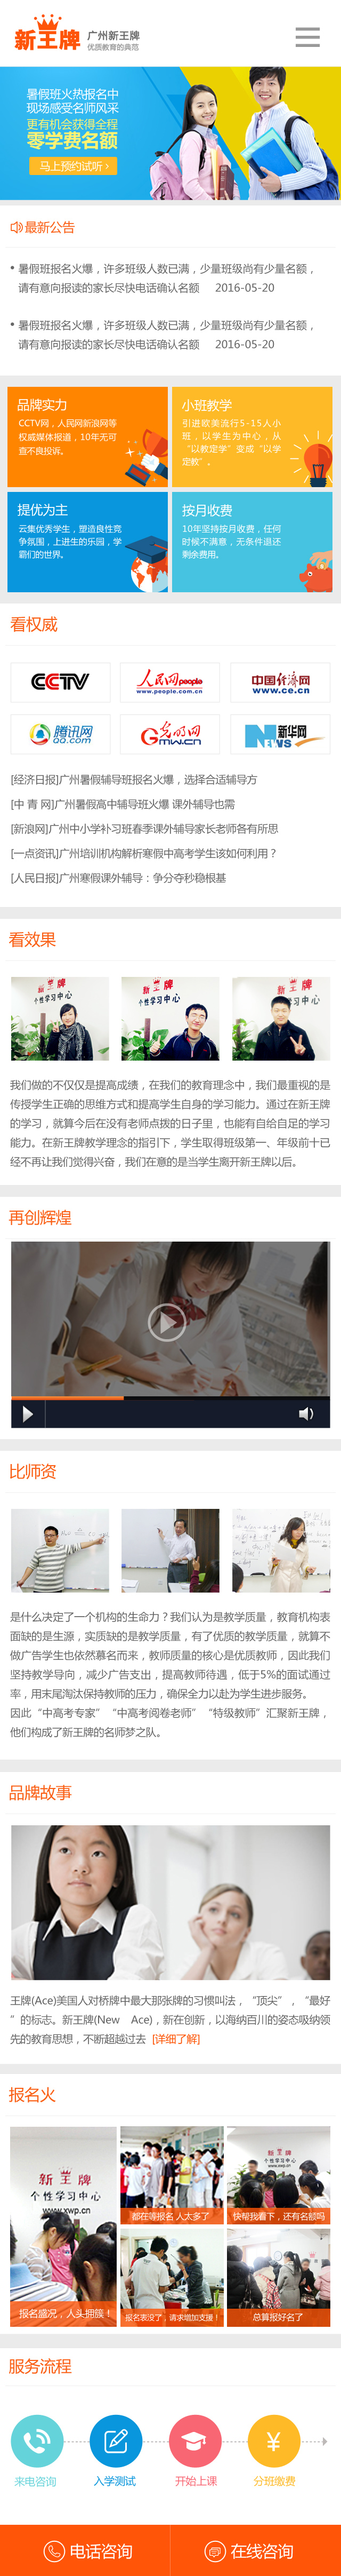 新王牌 广州新王牌
优质教育的典范
暑假班火热报名中
现场感受名师风采
更有机会获得全程
零学费名额
马上预约试听 ›
最新公告
• 暑假班报名火爆，许多班级人数已满，少量班级尚有少量名额，
请有意向报读的家长尽快电话确认名额 2016-05-20
• 暑假班报名火爆，许多班级人数已满，少量班级尚有少量名额，
请有意向报读的家长尽快电话确认名额 2016-05-20
品牌实力
CCTV网，人民网新浪网等
权威媒体报道，10年无可
查不良投诉。
小班教学
引进欧美流行5-15人小
班，以学生为中心，从
“以教定学”变成“以学
定教”。
提优为主
云集优秀学生，塑造良性竞
争氛围，上进生的乐园，学
霸们的世界。
按月收费
10年坚持按月收费，任何
时候不满意，无条件退还
剩余费用。
看权威
CCTV
人民网 people
www.people.com.cn
中国经济网
www.ce.cn
腾讯网
QQ.com
光明网
GMW.cn
新华网
NEWS
[经济日报]广州暑假辅导班报名火爆，选择合适辅导方
[中 青 网]广州暑假高中辅导班火爆 课外辅导也需
[新浪网]广州中小学补习班春季课外辅导家长老师各有所思
[一点资讯]广州培训机构解析寒假中高考学生该如何利用？
[人民日报]广州寒假课外辅导：争分夺秒稳根基
看效果
王牌
个性学习中心
新王牌
个性学习中心
新王牌
个性学习中心
我们做的不仅仅是提高成绩，在我们的教育理念中，我们最重视的是
传授学生正确的思维方式和提高学生自身的学习能力。通过在新王牌
的学习，就算今后在没有老师点拨的日子里，也能有自给自足的学习
能力。在新王牌教学理念的指引下，学生取得班级第一、年级前十已
经不再让我们觉得兴奋，我们在意的是当学生离开新王牌以后。
再创辉煌
比师资
是什么决定了一个机构的生命力？我们认为是教学质量，教育机构表
面缺的是生源，实质缺的是教学质量，有了优质的教学质量，就算不
做广告学生也依然慕名而来，教师质量的核心是优质教师，因此我们
坚持教学导向，减少广告支出，提高教师待遇，低于5%的面试通过
率，用末尾淘汰保持教师的压力，确保全力以赴为学生进步服务。
因此“中高考专家”“中高考阅卷老师”“特级教师”汇聚新王牌，
他们构成了新王牌的名师梦之队。
品牌故事
王牌(Ace)美国人对桥牌中最大那张牌的习惯叫法，“顶尖”，“最好
”的标志。新王牌(New Ace)，新在创新，以海纳百川的姿态吸纳领
先的教育思想，不断超越过去 [详细了解]
报名火
新王牌
个性学习中心
www.xwp.cn
报名盛况，人头拥簇！
都在等报名 人太多了
新王牌
个性学习中心
快帮我看下，还有名额吗
报名表没了，请求增加支援！
总算报好名了
服务流程
来电咨询
入学测试
开始上课
¥
分班缴费
电话咨询
在线咨询